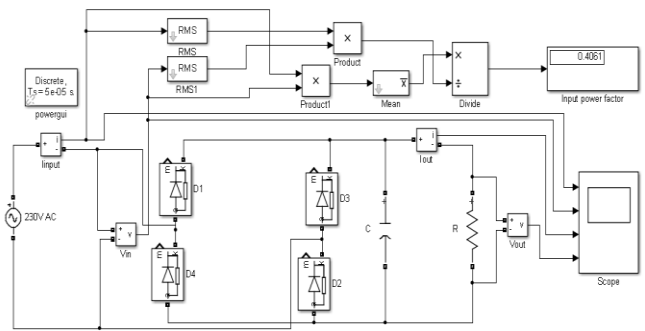 RMS
RMS
RMS
RMS1
x
Product
x
Product1
Mean
x
÷
Divide
0.4061
Input power factor
Discrete,
Ts = 5e-05 s.
powergui
+ i
-
Iinput
230V AC
+
- v
Vin
E
D1
E
D4
E
D3
E
D2
C
+
+ i
-
Iout
+
R
+
- v
Vout
Scope